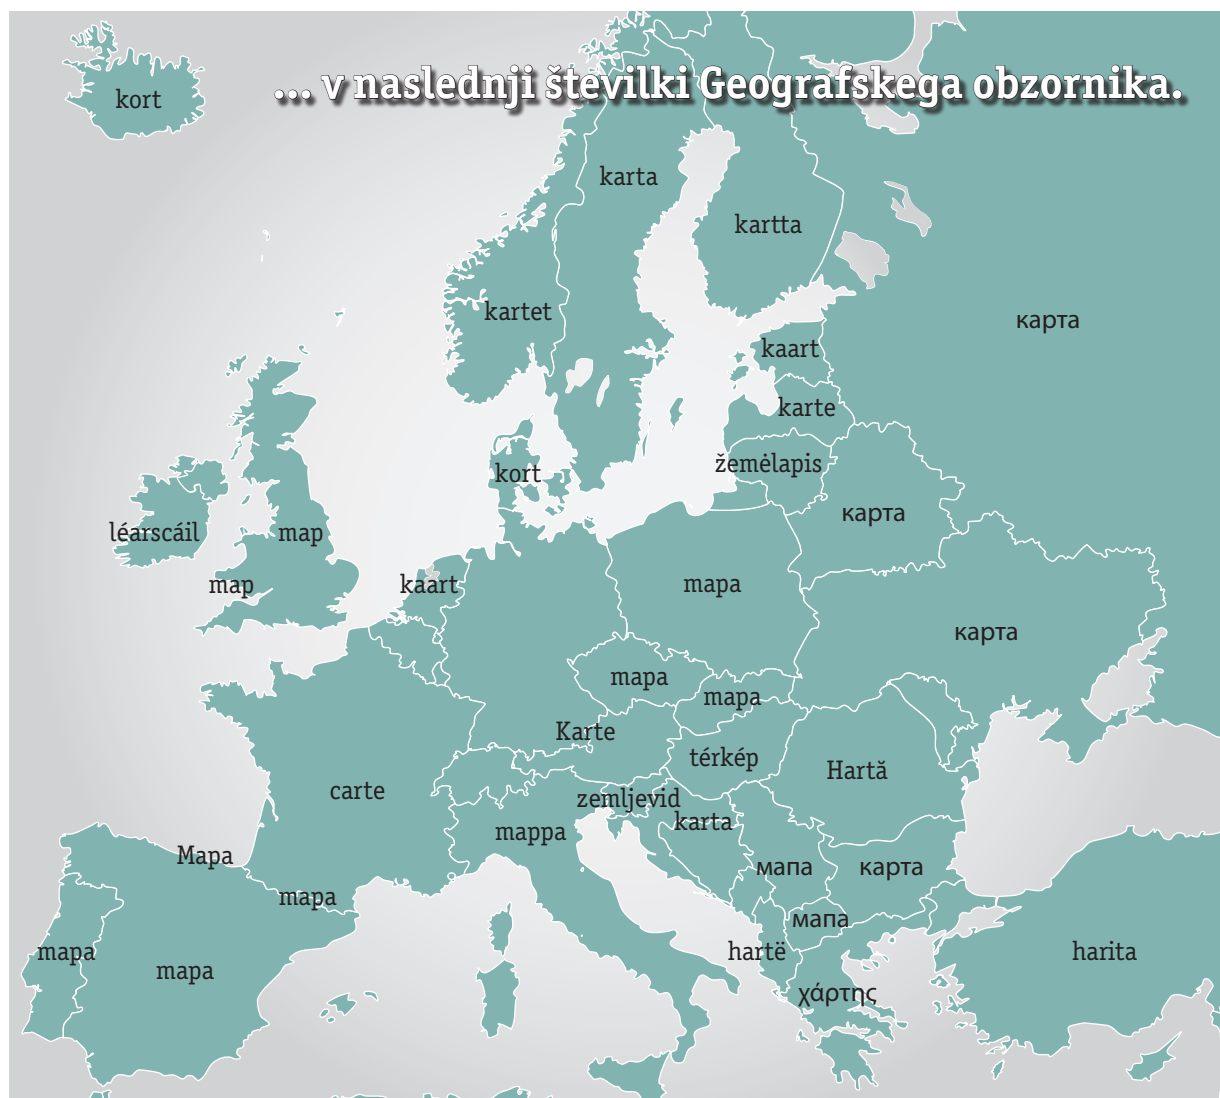 ... v naslednji številki Geografskega obzornika.
kort
karta
kartta
kartet
карта
kaart
karte
žemėlapis
kort
карта
léarscáil
map
map
kaart
mapa
карта
mapa
mapa
Karte
térkép
Hartă
carte
zemljevid
karta
mappa
Mapa
мапа
карта
mapa
мапа
mapa
mapa
hartë
harita
χάρτης